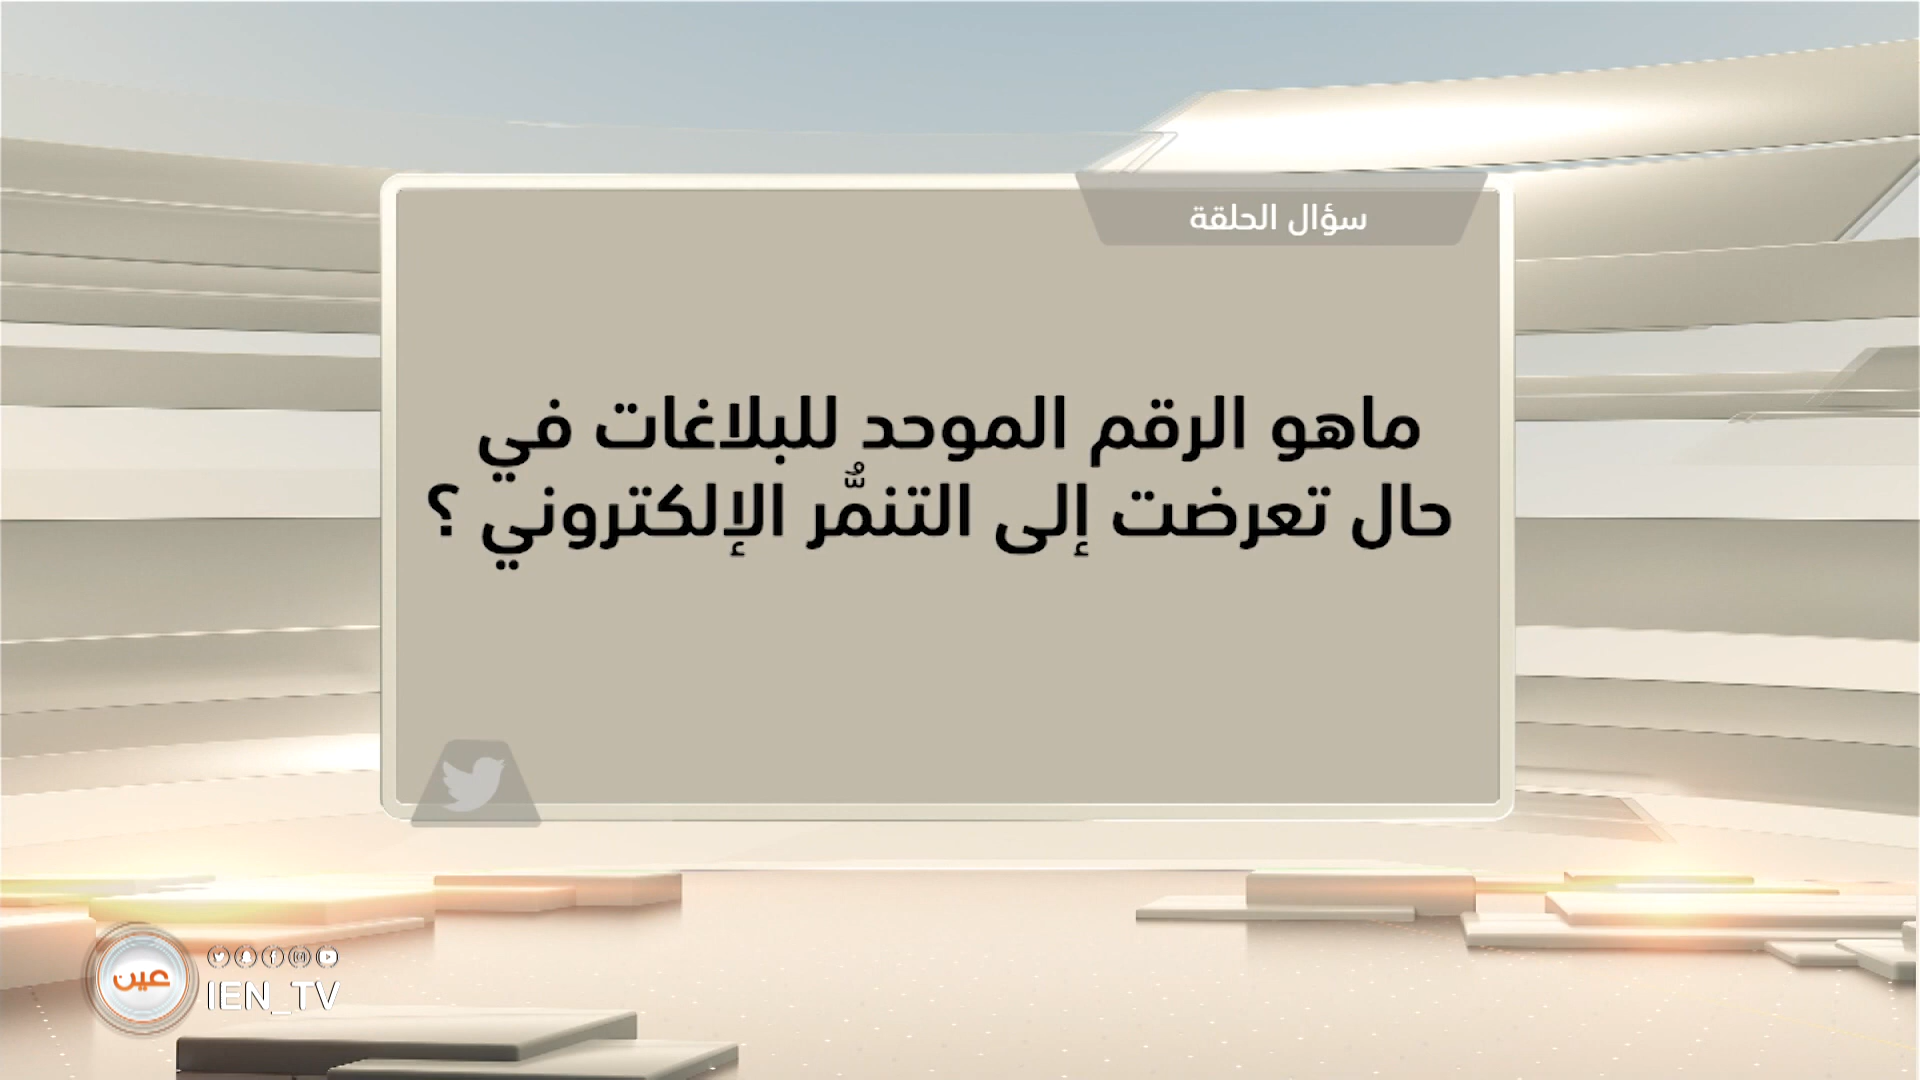 سؤال الحلقة
ماهو الرقم الموحد للبلاغات في
حال تعرضت إلى التنمُّر الإلكتروني ؟
عين
IEN_TV